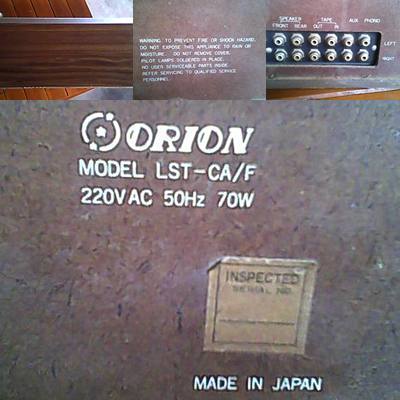 WARNING: TO PREVENT FIRE OR SHOCK HAZARD,
DO NOT EXPOSE THIS APPLIANCE TO RAIN OR
MOISTURE. DO NOT REMOVE COVER.
PILOT LAMPS SOLDERED IN PLACE.
NO USER SERVICEABLE PARTS INSIDE.
REFER SERVICING TO QUALIFIED SERVICE
PERSONNEL.
SPEAKER TAPE AUX PHONO
FRONT REAR OUT IN
LEFT
RIGHT
ORION
MODEL LST-CA/F
220VAC 50Hz 70W
INSPECTED
SERIAL NO.
MADE IN JAPAN